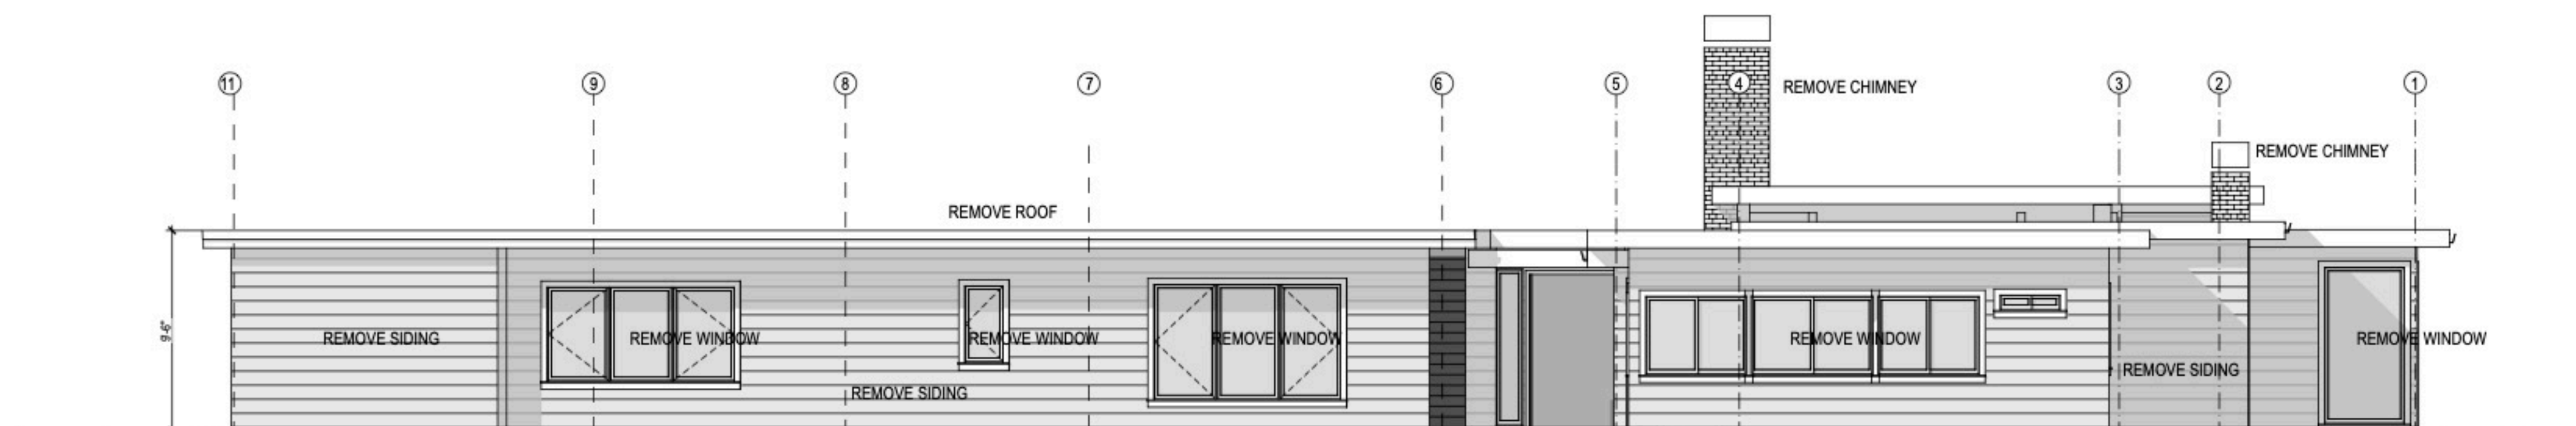 11
9
8
7
6
5
4
3
2
1
REMOVE CHIMNEY
REMOVE CHIMNEY
REMOVE ROOF
9'-6"
REMOVE SIDING
REMOVE WINDOW
REMOVE WINDOW
REMOVE WINDOW
REMOVE WINDOW
REMOVE WINDOW
REMOVE SIDING
REMOVE SIDING